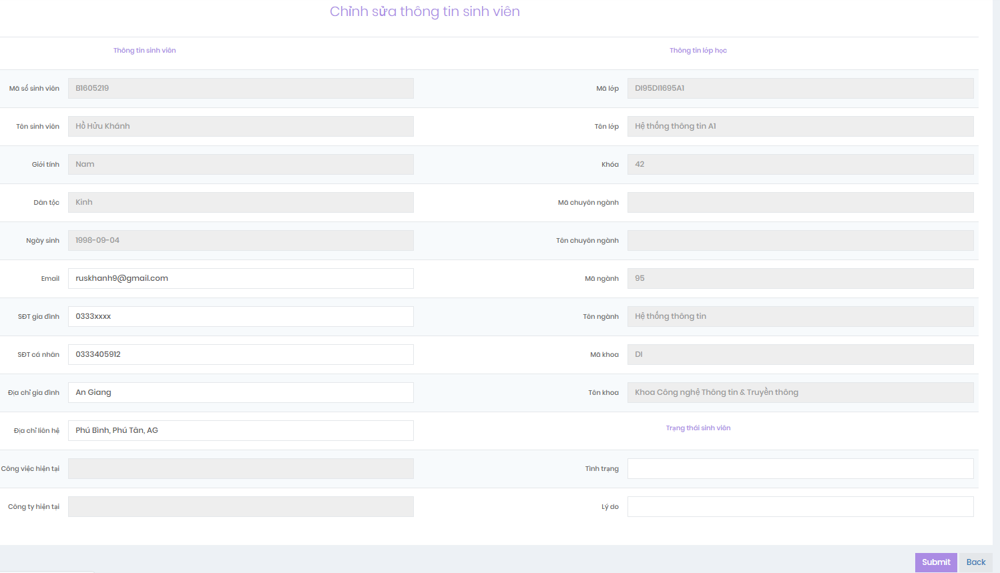 Chỉnh sửa thông tin sinh viên
Thông tin sinh viên
Thông tin lớp học
Mã số sinh viên B1605219
Mã lớp DI95DI1695A1
Tên sinh viên Hồ Hữu Khánh
Tên lớp Hệ thống thông tin A1
Giới tính Nam
Khóa 42
Dân tộc Kinh
Mã chuyên ngành
Ngày sinh 1998-09-04
Tên chuyên ngành
Email ruskhanh9@gmail.com
Mã ngành 95
SĐT gia đình 0333xxxx
Tên ngành Hệ thống thông tin
SĐT cá nhân 0333405912
Mã khoa DI
Địa chỉ gia đình An Giang
Tên khoa Khoa Công nghệ Thông tin & Truyền thông
Địa chỉ liên hệ Phú Bình, Phú Tân, AG
Trạng thái sinh viên
Công việc hiện tại
Tình trạng
Công ty hiện tại
Lý do
Submit
Back